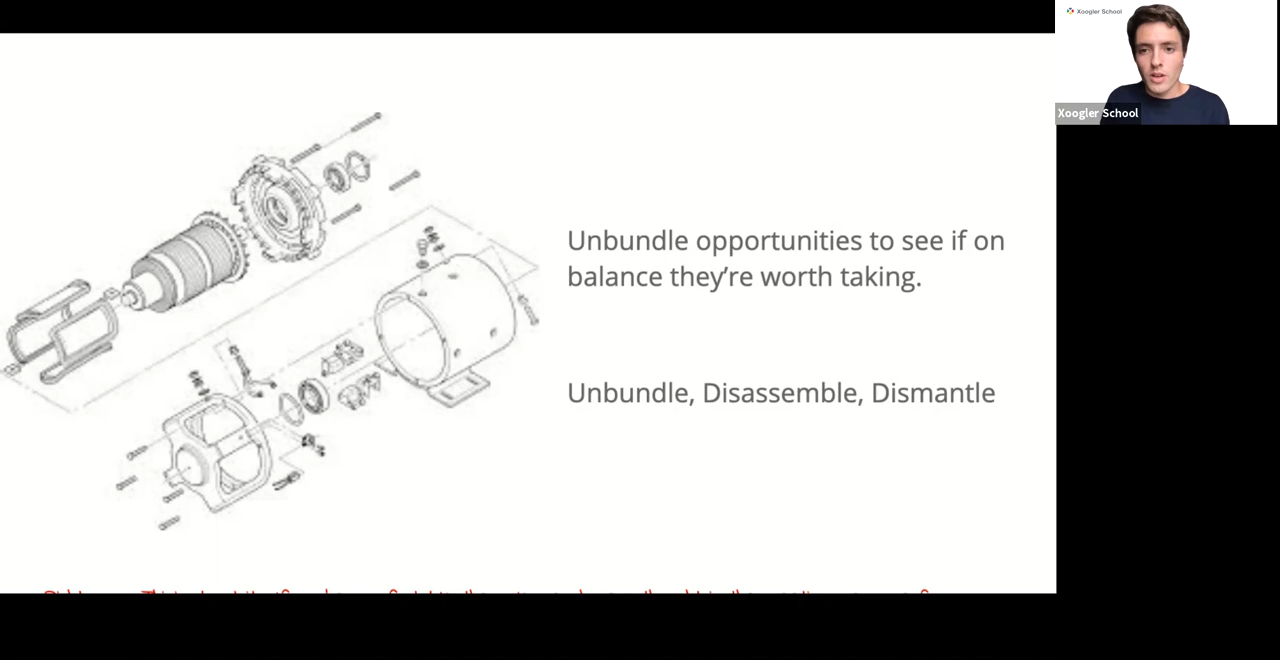 Xoogler School
Xoogler School
Unbundle opportunities to see if on
balance they’re worth taking.
Unbundle, Disassemble, Dismantle